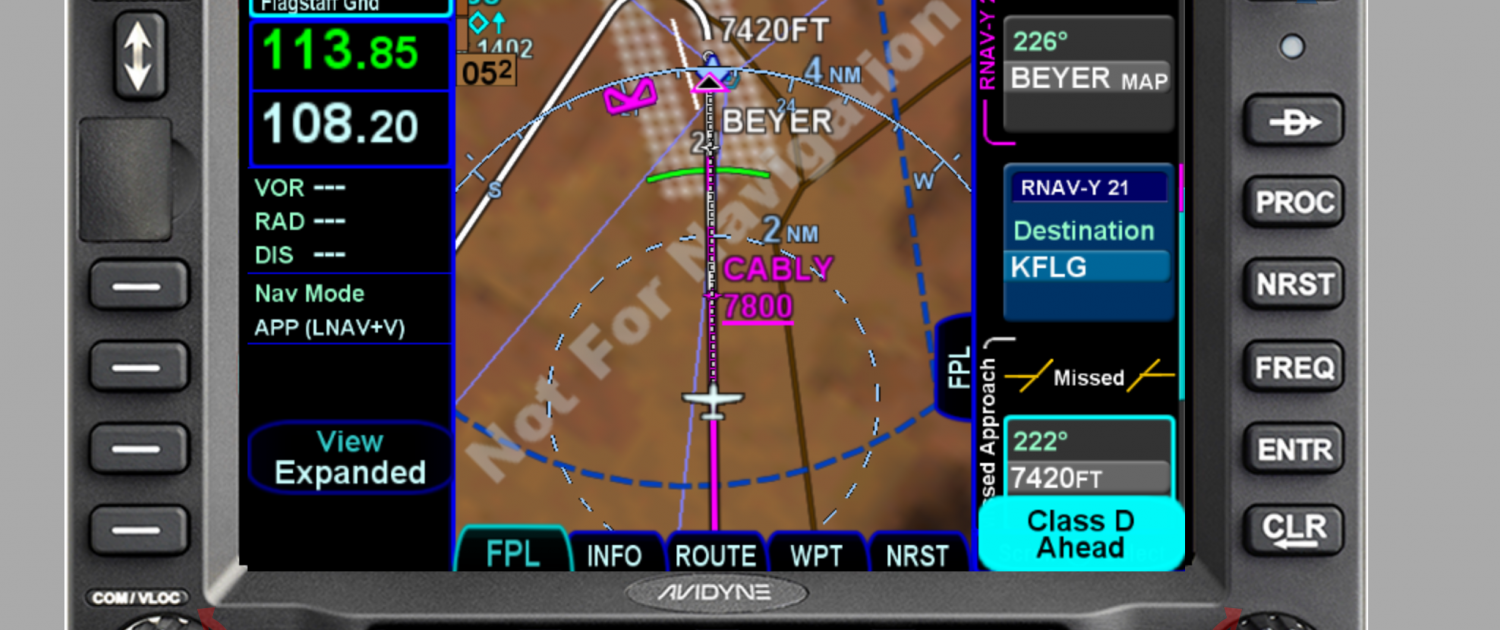 Flagstaff Gnd
113.85
108.20
VOR ---
RAD ---
DIS ---
Nav Mode
APP (LNAV+V)
View
Expanded
COM/VLOC
1402
052
7420FT
4 NM
24
BEYER
21
S
W
2 NM
CABLY
7800
Not For Navigation
FPL
FPL
INFO
ROUTE
WPT
NRST
AVIDYNE
RNAV-Y
226°
BEYER MAP
RNAV-Y 21
Destination
KFLG
Missed
ssed Approach
222°
7420FT
Class D
Ahead
D
PROC
NRST
FREQ
ENTR
CLR